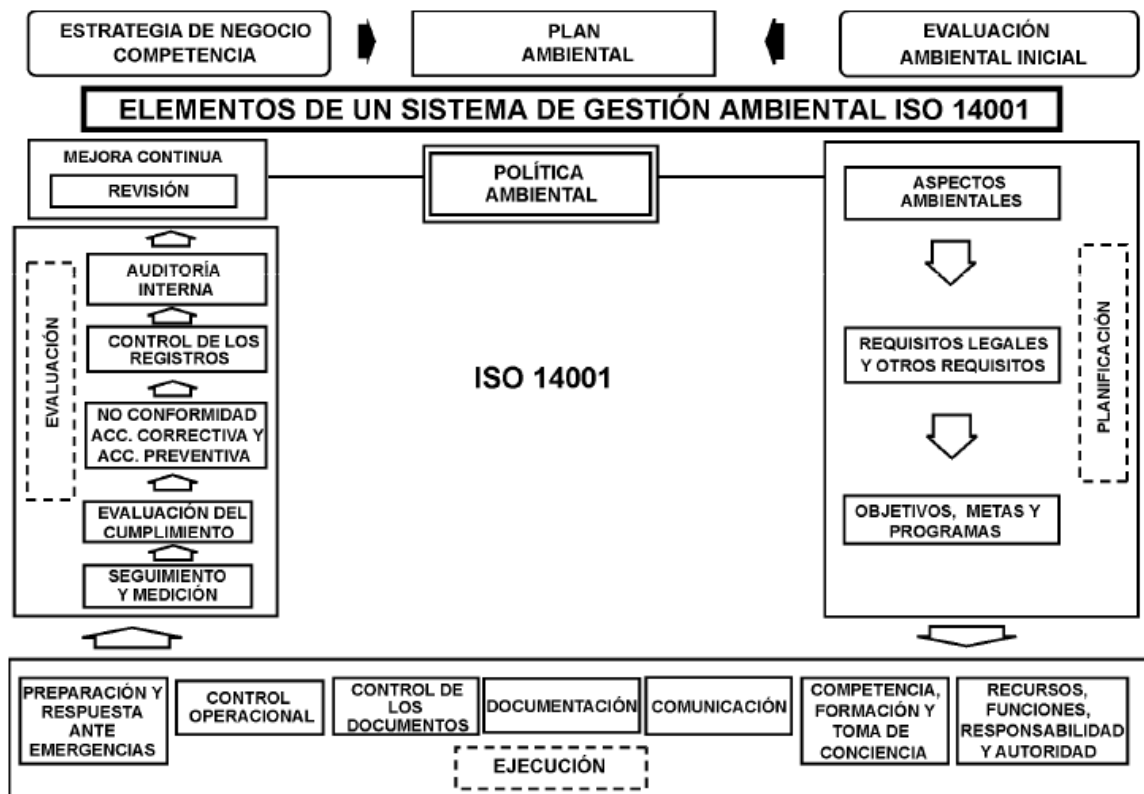 ESTRATEGIA DE NEGOCIO
COMPETENCIA
PLAN
AMBIENTAL
EVALUACIÓN
AMBIENTAL INICIAL
ELEMENTOS DE UN SISTEMA DE GESTIÓN AMBIENTAL ISO 14001
MEJORA CONTINUA
REVISIÓN
POLÍTICA
AMBIENTAL
ASPECTOS
AMBIENTALES
EVALUACIÓN
AUDITORÍA
INTERNA
CONTROL DE LOS
REGISTROS
NO CONFORMIDAD
ACC. CORRECTIVA Y
ACC. PREVENTIVA
EVALUACIÓN DEL
CUMPLIMIENTO
SEGUIMIENTO
Y MEDICIÓN
ISO 14001
REQUISITOS LEGALES
Y OTROS REQUISITOS
OBJETIVOS, METAS Y
PROGRAMAS
PLANIFICACIÓN
PREPARACIÓN Y
RESPUESTA
ANTE
EMERGENCIAS
CONTROL
OPERACIONAL
CONTROL DE
LOS
DOCUMENTOS
DOCUMENTACIÓN
COMUNICACIÓN
COMPETENCIA,
FORMACIÓN Y
TOMA DE
CONCIENCIA
RECURSOS,
FUNCIONES,
RESPONSABILIDAD
Y AUTORIDAD
EJECUCIÓN